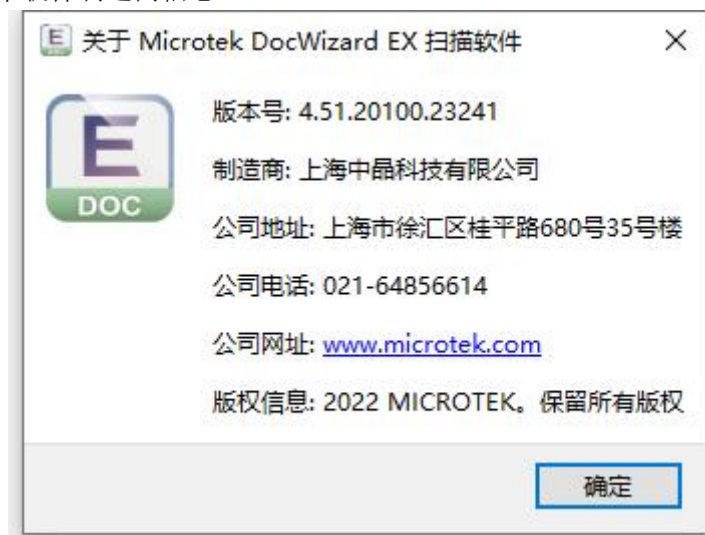 关于 Microtek DocWizard EX 扫描软件
版本号: 4.51.20100.23241
制造商: 上海中晶科技有限公司
公司地址: 上海市徐汇区桂平路680号35号楼
公司电话: 021-64856614
公司网址: www.microtek.com
版权信息: 2022 MICROTEK。保留所有版权
E
DOC
确定